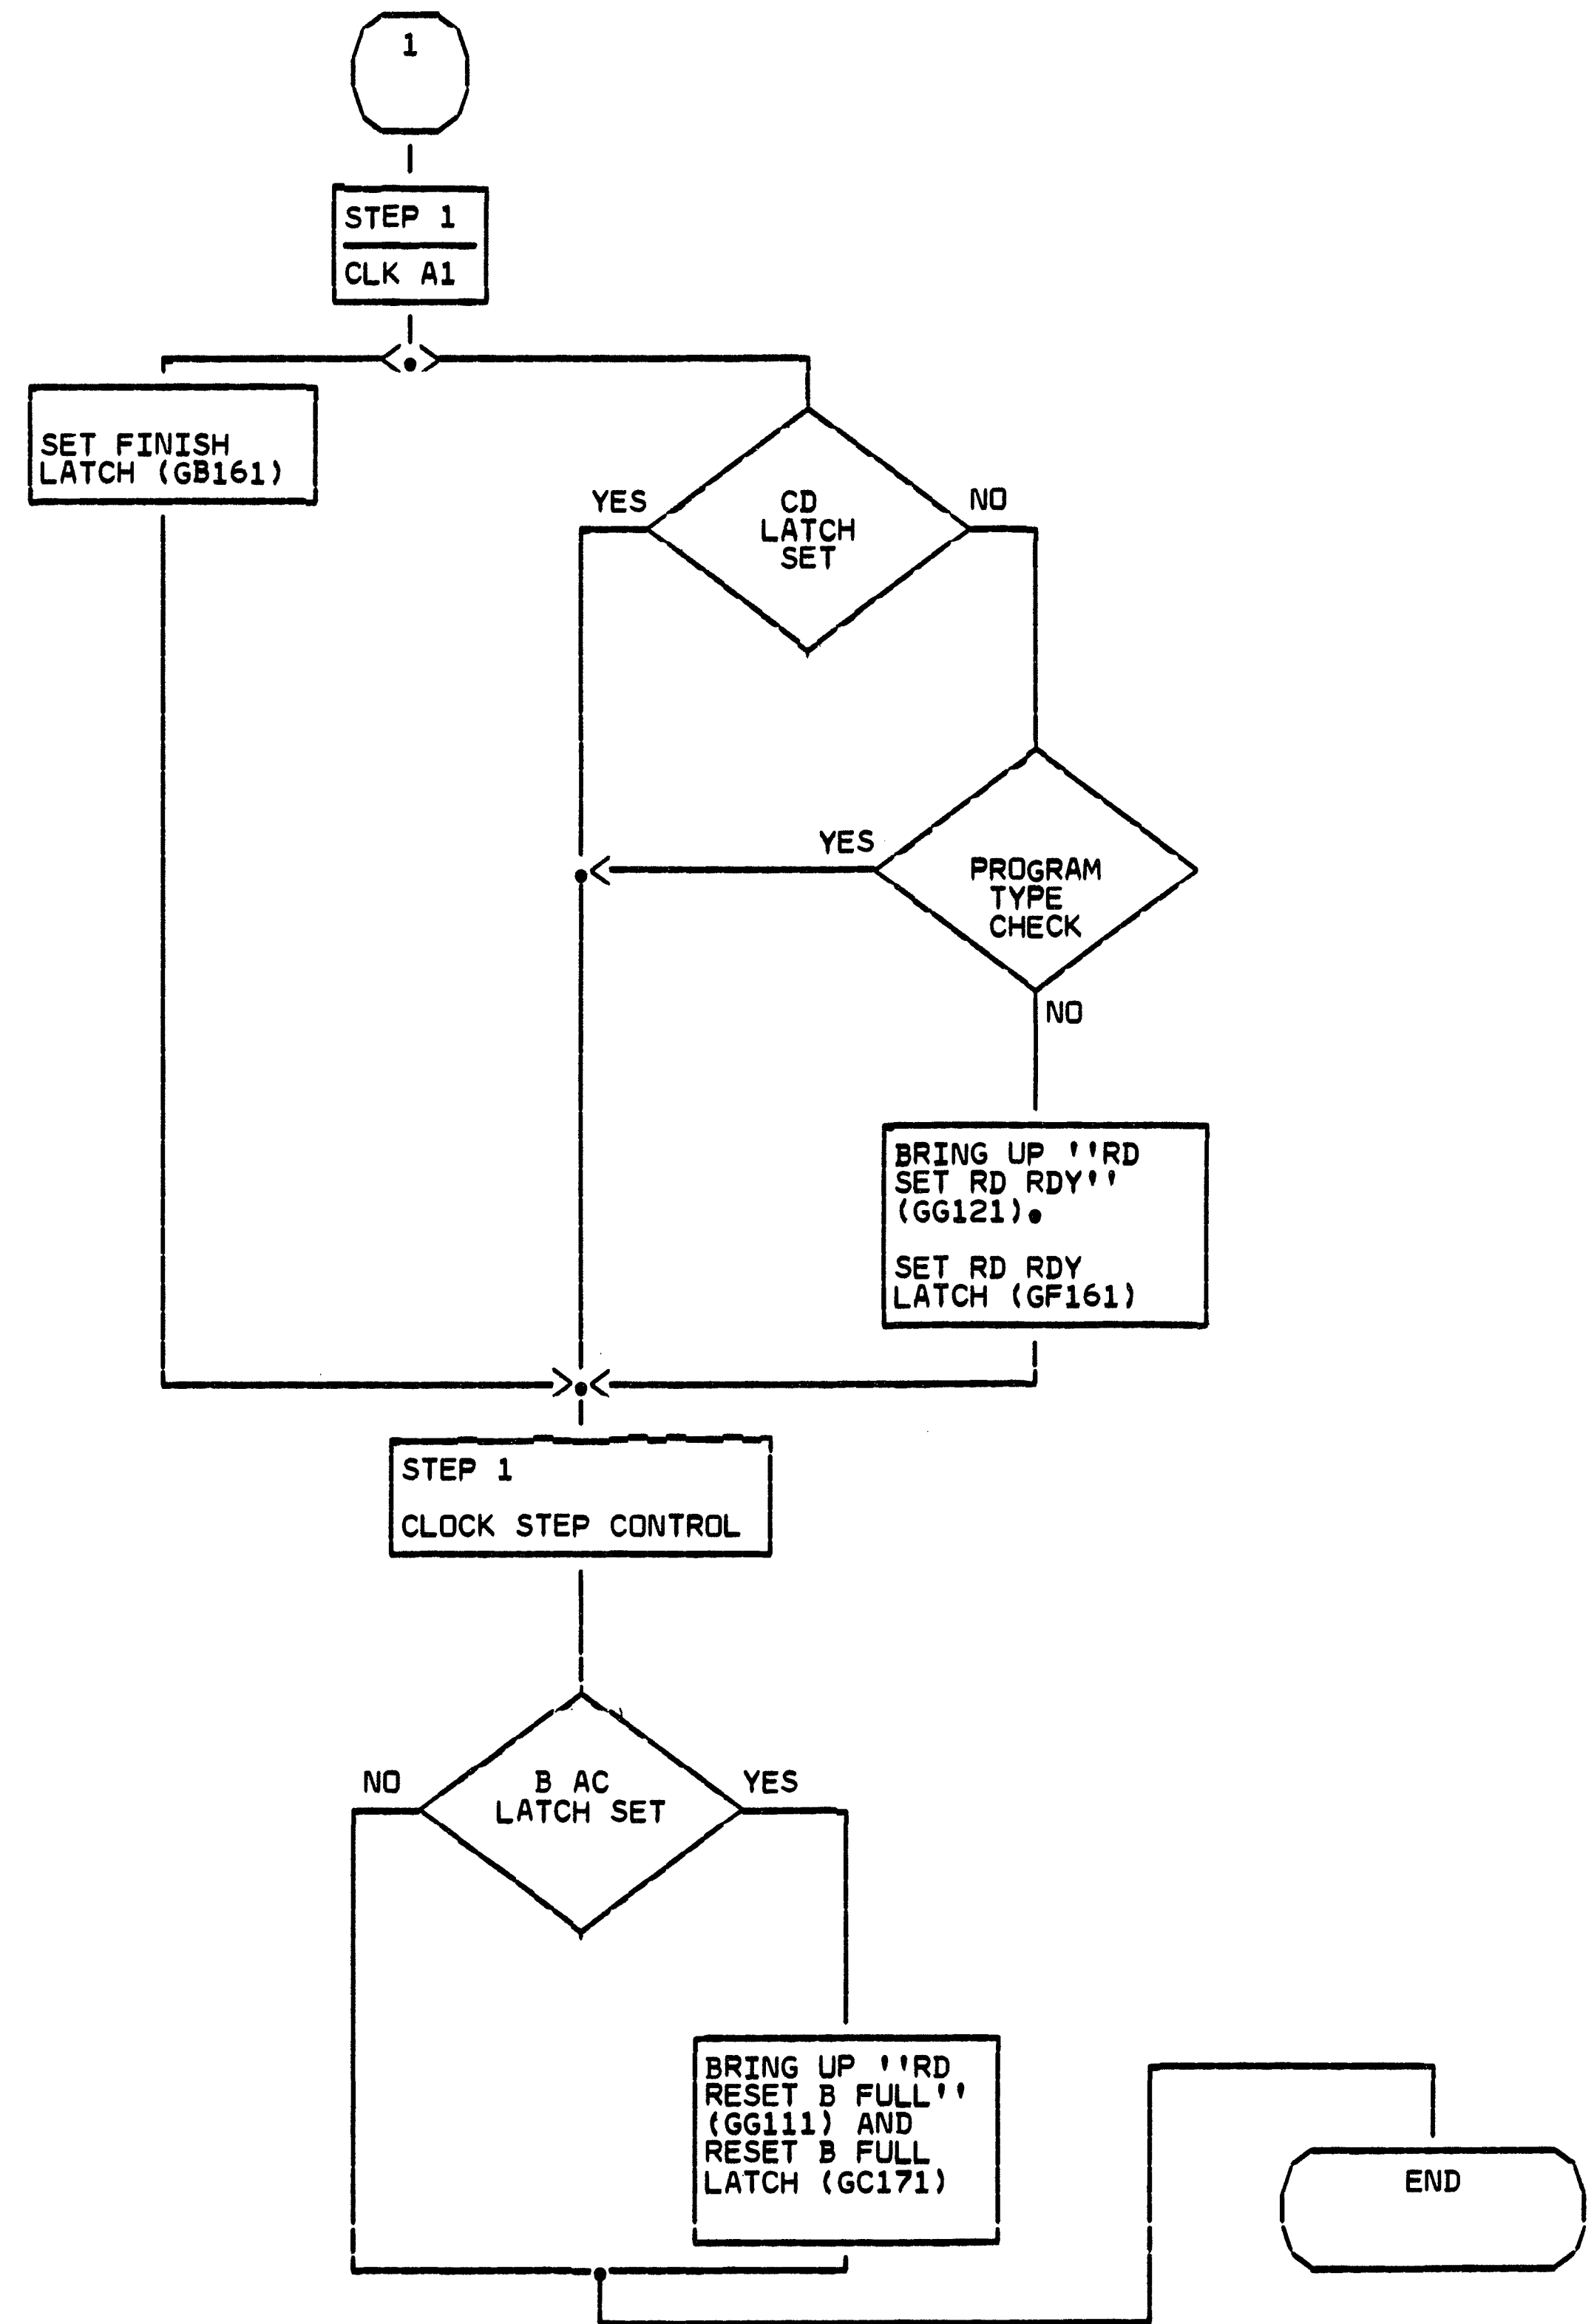 1
STEP 1
CLK A1
SET FINISH
LATCH (GB161)
YES
CD
LATCH
SET
NO
YES
PROGRAM
TYPE
CHECK
NO
BRING UP ''RD
SET RD RDY''
(GG121).
SET RD RDY
LATCH (GF161)
STEP 1
CLOCK STEP CONTROL
NO
B AC
LATCH SET
YES
BRING UP ''RD
RESET B FULL''
(GG111) AND
RESET B FULL
LATCH (GC171)
END